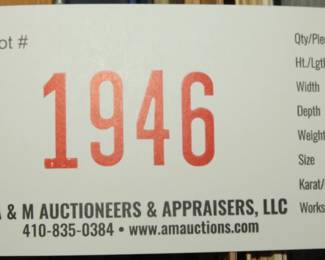 ot #
1946
Qty/Pie
Ht./Lgt
Width
Depth
Weight
Size
Karat/
Works
& M AUCTIONEERS & APPRAISERS, LLC
410-835-0384 • www.amauctions.com